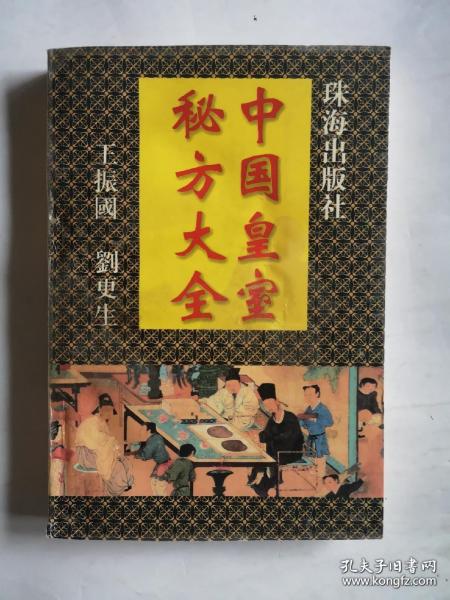 珠海出版社
中国皇室
秘方大全
王振國 劉更生
孔夫子旧书网
www.kongfz.com